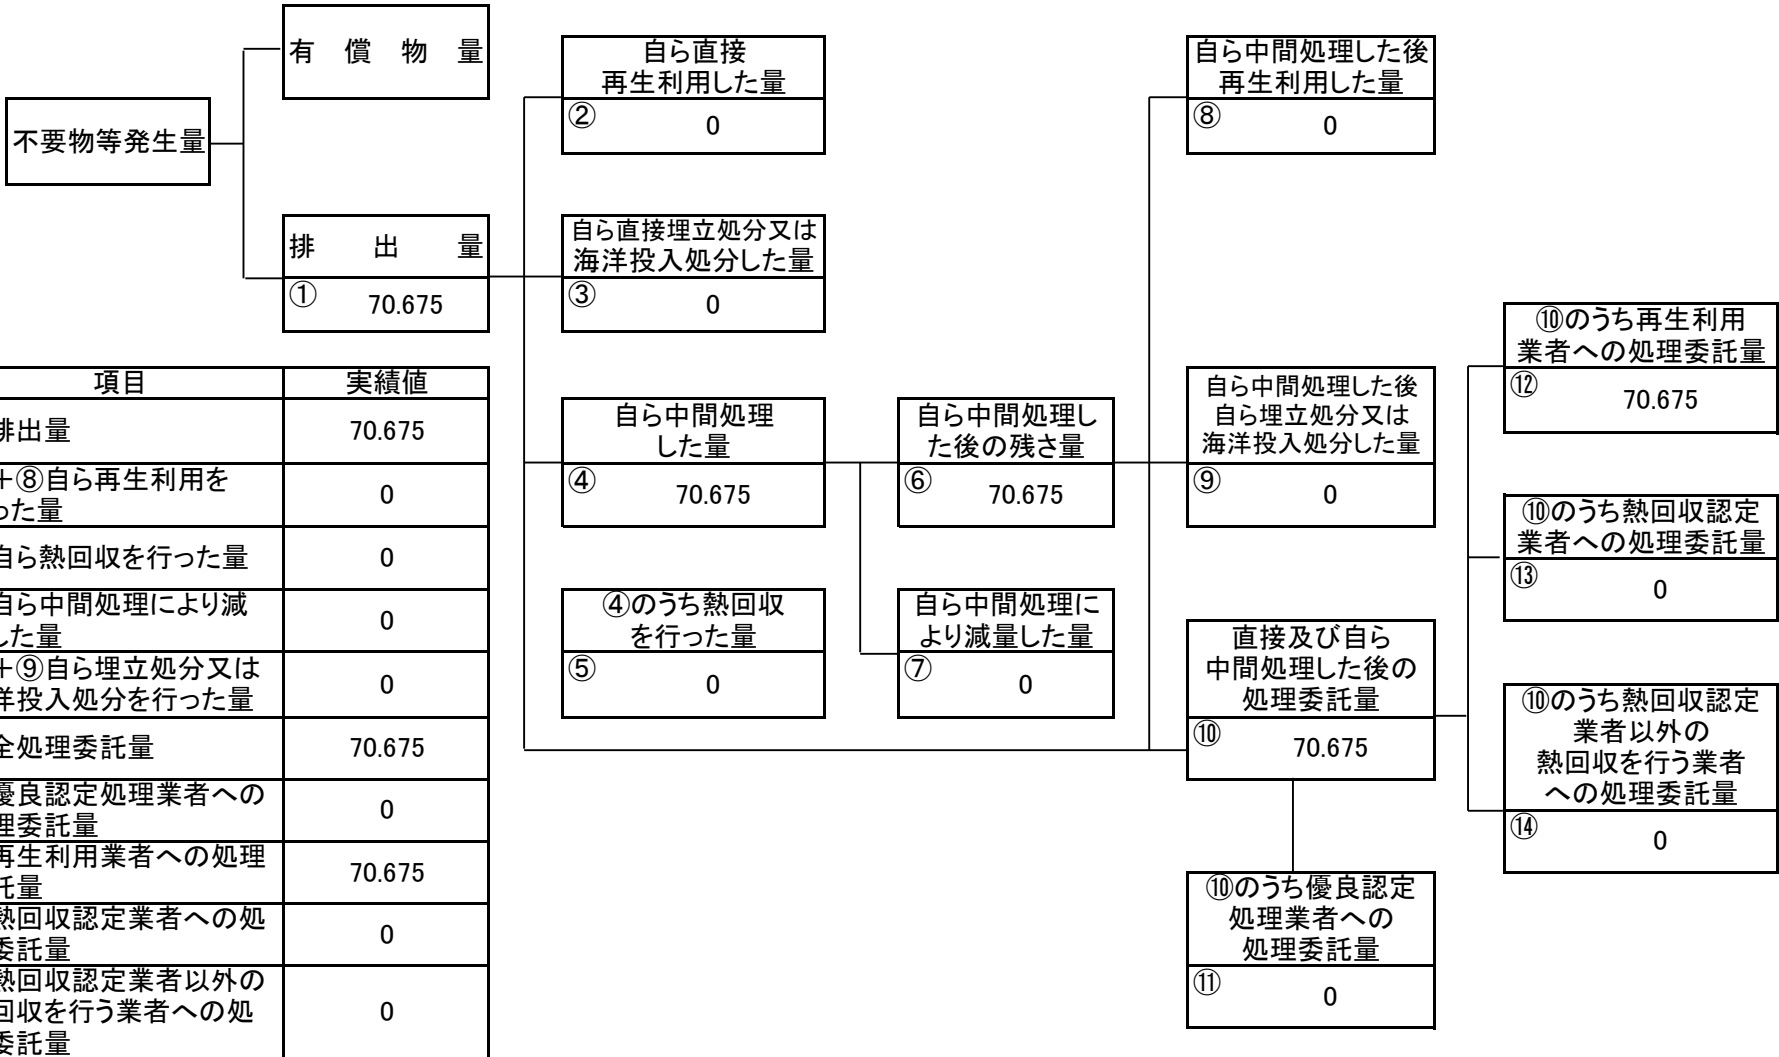 不要物等発生量
有 償 物 量
排 出 量
① 70.675
自ら直接
再生利用した量
② 0
自ら直接埋立処分又は
海洋投入処分した量
③ 0
自ら中間処理
した量
④ 70.675
④のうち熱回収
を行った量
⑤ 0
自ら中間処理し
た後の残さ量
⑥ 70.675
自ら中間処理に
より減量した量
⑦ 0
自ら中間処理した後
再生利用した量
⑧ 0
自ら中間処理した後
自ら埋立処分又は
海洋投入処分した量
⑨ 0
直接及び自ら
中間処理した後の
処理委託量
⑩ 70.675
⑩のうち優良認定
処理業者への
処理委託量
⑪ 0
⑩のうち再生利用
業者への処理委託量
⑫ 70.675
⑩のうち熱回収認定
業者への処理委託量
⑬ 0
⑩のうち熱回収認定
業者以外の
熱回収を行う業者
への処理委託量
⑭ 0
項目 実績値
排出量 70.675
+⑧自ら再生利用を
った量 0
自ら熱回収を行った量 0
自ら中間処理により減
した量 0
+⑨自ら埋立処分又は
洋投入処分を行った量 0
全処理委託量 70.675
優良認定処理業者への
理委託量 0
再生利用業者への処理
託量 70.675
熱回収認定業者への処
委託量 0
熱回収認定業者以外の
回収を行う業者への処
委託量 0